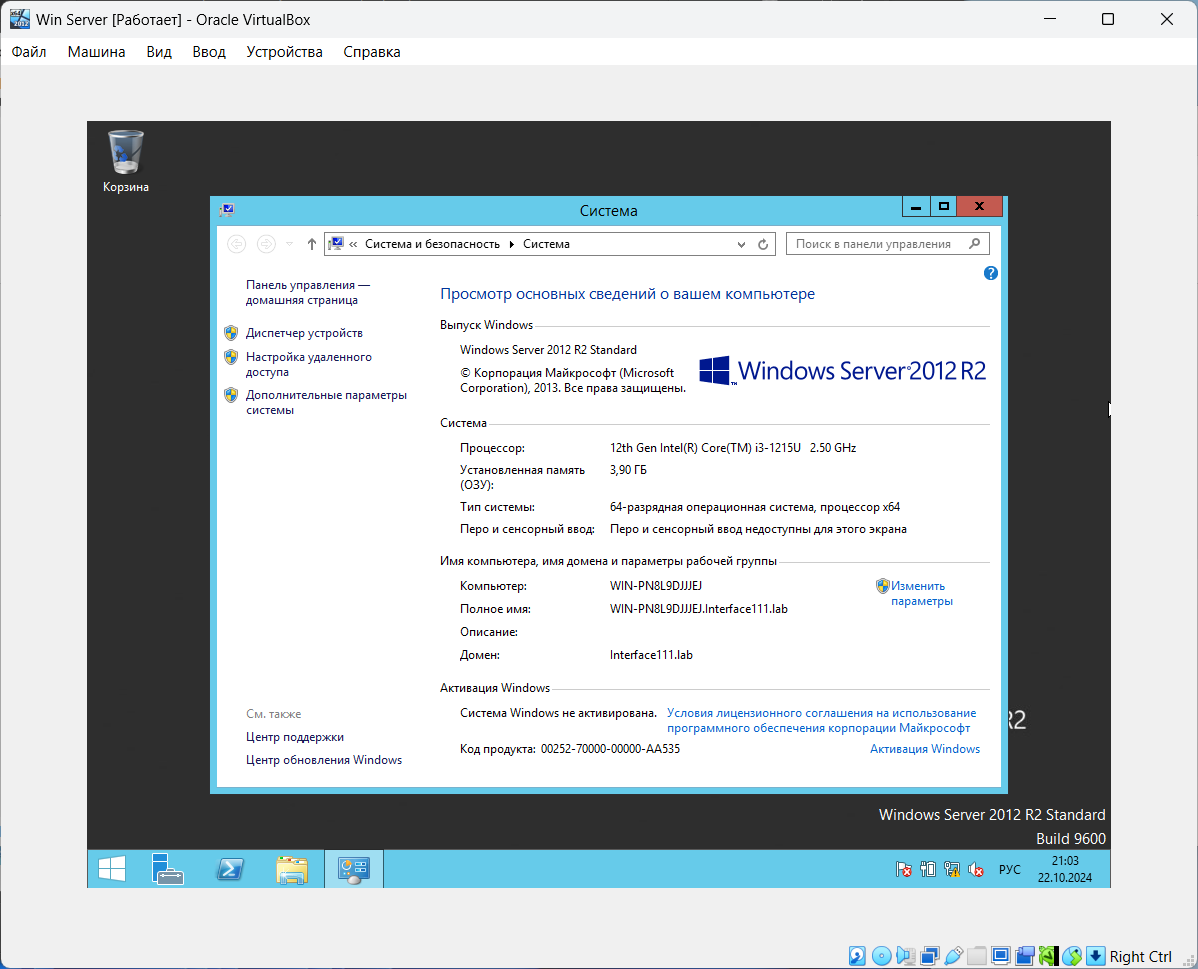 Win Server [Работает] - Oracle VirtualBox
Файл Машина Вид Ввод Устройства Справка
Корзина
Система
« Система и безопасность Система
Поиск в панели управления
Панель управления —
домашняя страница
Диспетчер устройств
Настройка удаленного
доступа
Дополнительные параметры
системы
См. также
Центр поддержки
Центр обновления Windows
Просмотр основных сведений о вашем компьютере
Выпуск Windows
Windows Server 2012 R2 Standard
© Корпорация Майкрософт (Microsoft
Corporation), 2013. Все права защищены.
Windows Server 2012 R2
Система
Процессор: 12th Gen Intel(R) Core(TM) i3-1215U 2.50 GHz
Установленная память 3,90 ГБ
(ОЗУ):
Тип системы: 64-разрядная операционная система, процессор x64
Перо и сенсорный ввод: Перо и сенсорный ввод недоступны для этого экрана
Имя компьютера, имя домена и параметры рабочей группы
Компьютер: WIN-PN8L9DJJJEJ
Изменить
параметры
Полное имя: WIN-PN8L9DJJJEJ.Interface111.lab
Описание:
Домен: Interface111.lab
Активация Windows
Система Windows не активирована. Условия лицензионного соглашения на использование
программного обеспечения корпорации Майкрософт
Код продукта: 00252-70000-00000-AA535
Активация Windows
R2
Windows Server 2012 R2 Standard
Build 9600
РУС
21:03
22.10.2024
Right Ctrl